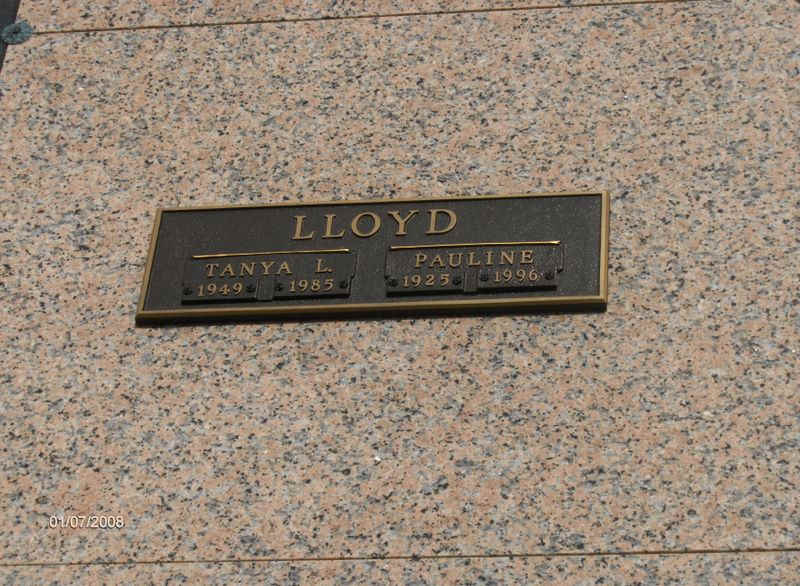 LLOYD
TANYA L.
1949 1985
PAULINE
1925 1996
01/07/2008